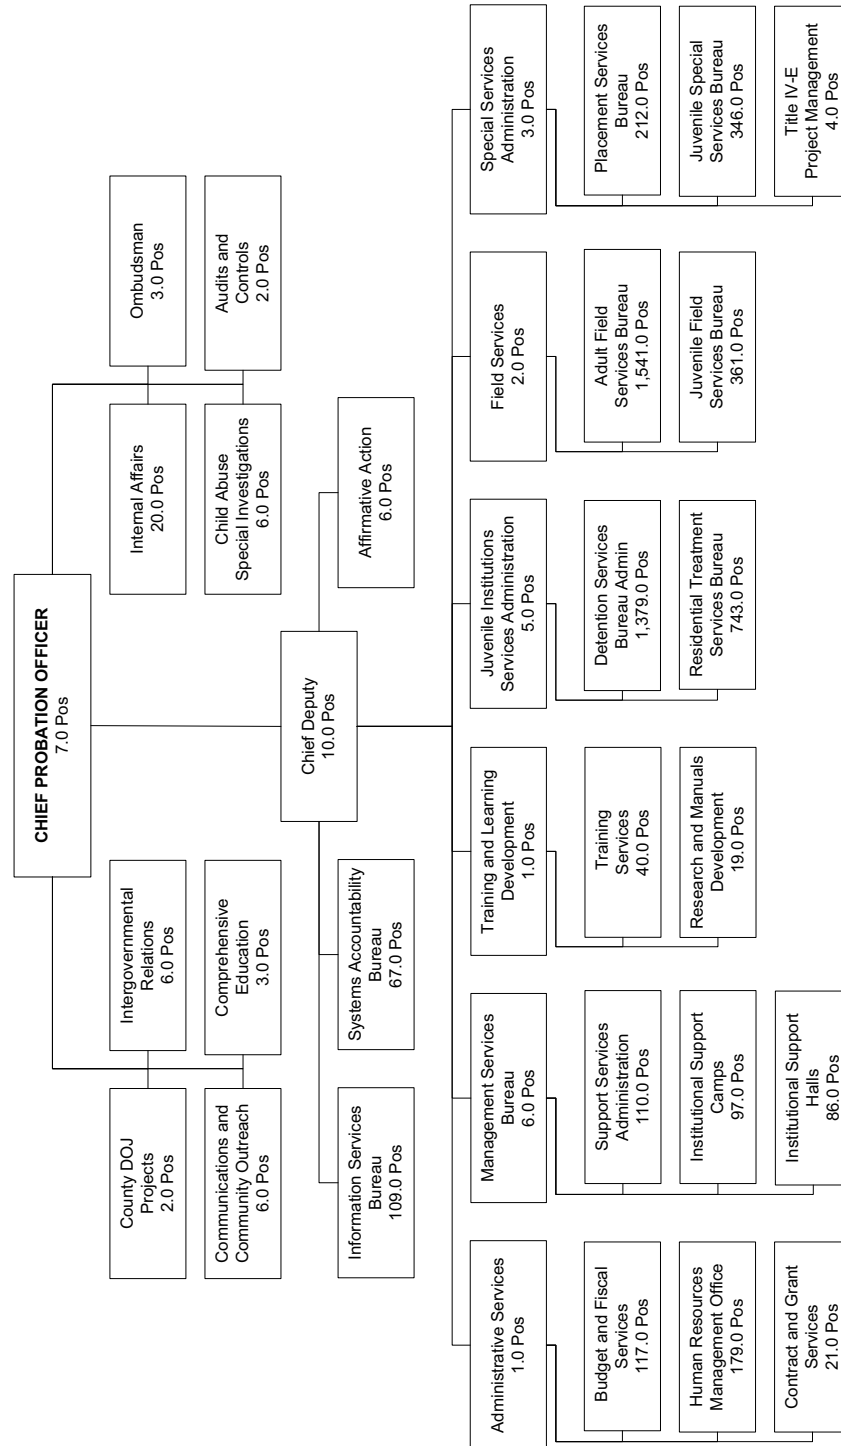 CHIEF PROBATION OFFICER
7.0 Pos
County DOJ
Projects
2.0 Pos
Intergovernmental
Relations
6.0 Pos
Communications and
Community Outreach
6.0 Pos
Comprehensive
Education
3.0 Pos
Internal Affairs
20.0 Pos
Ombudsman
3.0 Pos
Child Abuse
Special Investigations
6.0 Pos
Audits and
Controls
2.0 Pos
Chief Deputy
10.0 Pos
Information Services
Bureau
109.0 Pos
Systems Accountability
Bureau
67.0 Pos
Affirmative Action
6.0 Pos
Administrative Services
1.0 Pos
Budget and Fiscal
Services
117.0 Pos
Human Resources
Management Office
179.0 Pos
Contract and Grant
Services
21.0 Pos
Management Services
Bureau
6.0 Pos
Support Services
Administration
110.0 Pos
Institutional Support
Camps
97.0 Pos
Institutional Support
Halls
86.0 Pos
Training and Learning
Development
1.0 Pos
Training
Services
40.0 Pos
Research and Manuals
Development
19.0 Pos
Juvenile Institutions
Services Administration
5.0 Pos
Detention Services
Bureau Admin
1,379.0 Pos
Residential Treatment
Services Bureau
743.0 Pos
Field Services
2.0 Pos
Adult Field
Services Bureau
1,541.0 Pos
Juvenile Field
Services Bureau
361.0 Pos
Special Services
Administration
3.0 Pos
Placement Services
Bureau
212.0 Pos
Juvenile Special
Services Bureau
346.0 Pos
Title IV-E
Project Management
4.0 Pos